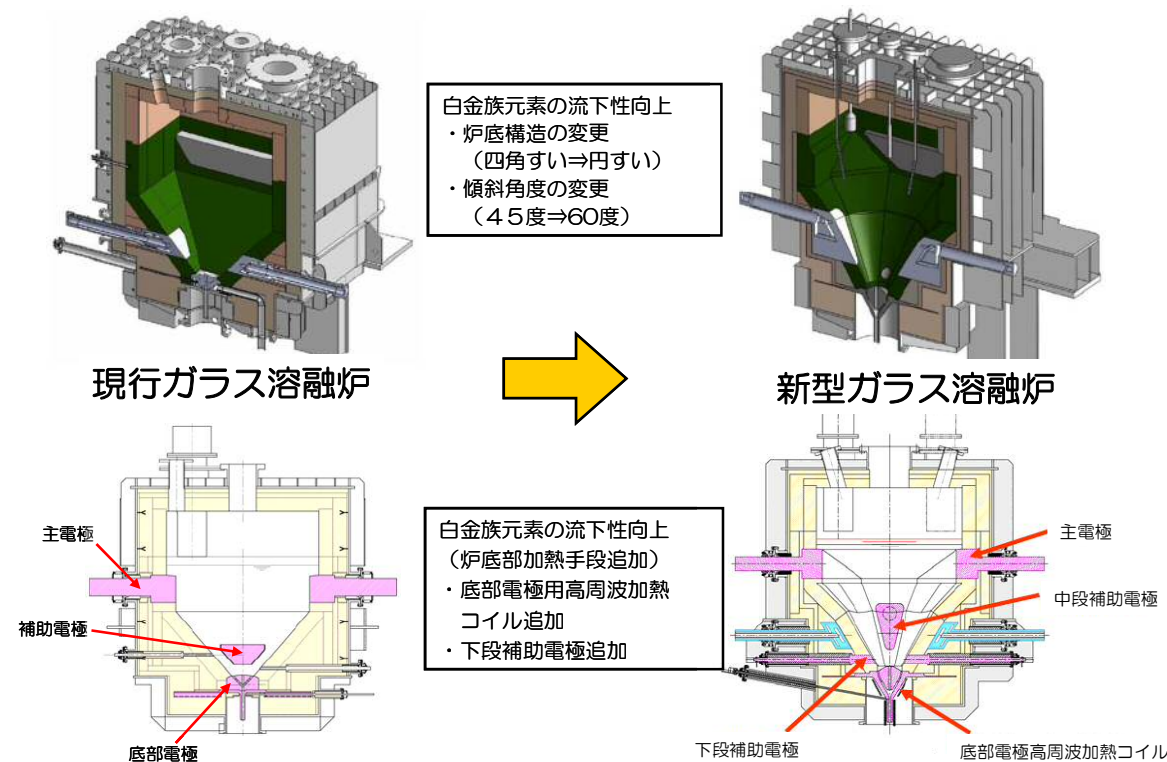 白金族元素の流下性向上
・炉底構造の変更
（四角すい⇒円すい）
・傾斜角度の変更
（４５度⇒60度）
現行ガラス溶融炉
新型ガラス溶融炉
主電極
補助電極
底部電極
白金族元素の流下性向上
（炉底部加熱手段追加）
・底部電極用高周波加熱
コイル追加
・下段補助電極追加
主電極
中段補助電極
下段補助電極
底部電極高周波加熱コイル